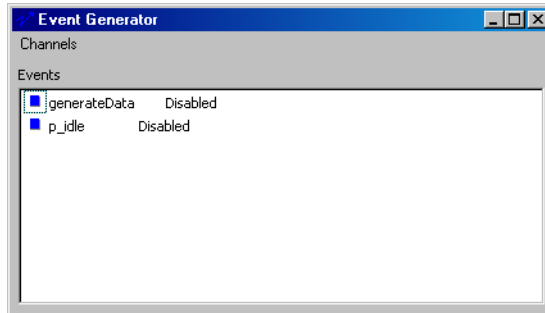 Event Generator
Channels
Events
generateData Disabled
p_idle Disabled